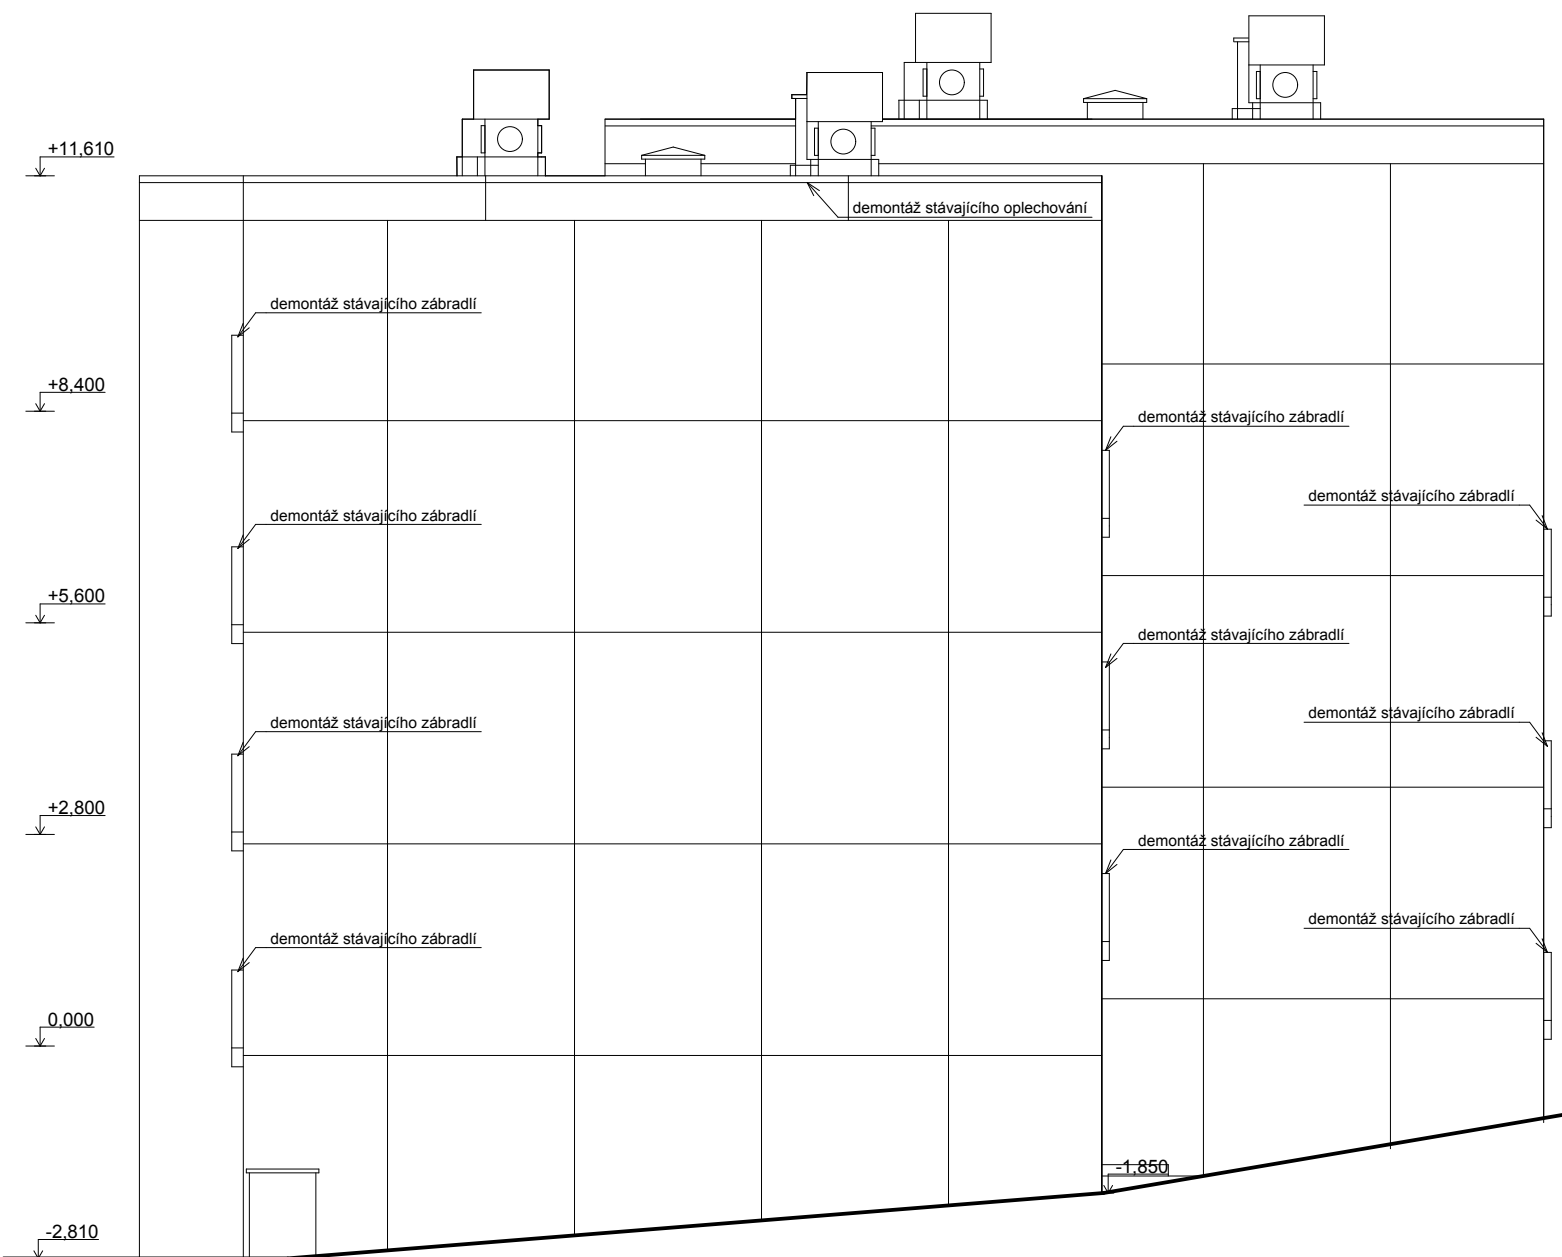 +11,610
demontáž stávajícího oplechování
demontáž stávajícího zábradlí
+8,400
demontáž stávajícího zábradlí
demontáž stávajícího zábradlí
demontáž stávajícího zábradlí
+5,600
demontáž stávajícího zábradlí
demontáž stávajícího zábradlí
demontáž stávajícího zábradlí
+2,800
demontáž stávajícího zábradlí
demontáž stávajícího zábradlí
demontáž stávajícího zábradlí
0,000
-1,850
-2,810